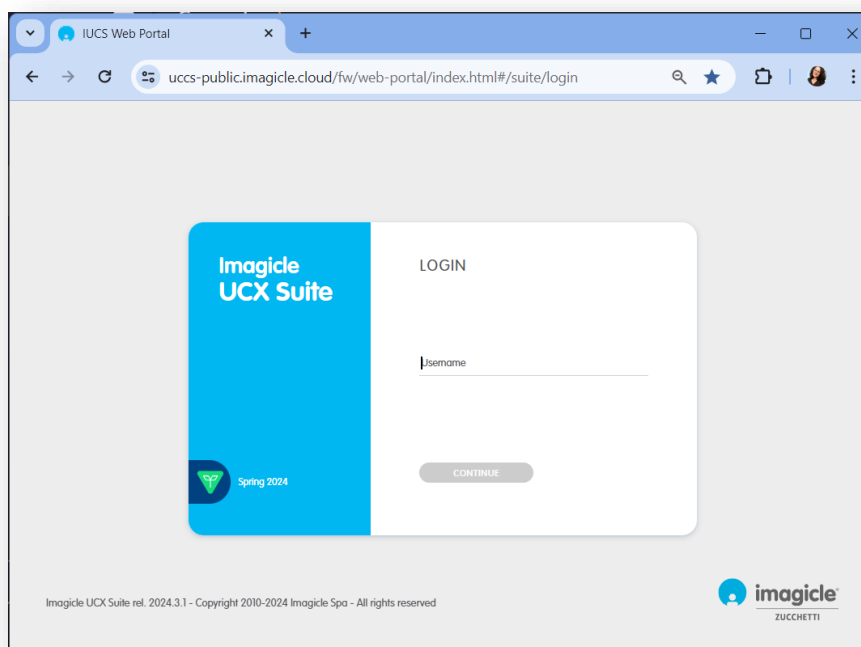 IUCS Web Portal
uccs-public.imagicle.cloud/fw/web-portal/index.html#/suite/login
Imagicle
UCX Suite
LOGIN
Username
CONTINUE
Spring 2024
Imagicle UCX Suite rel. 2024.3.1 - Copyright 2010-2024 Imagicle Spa - All rights reserved
imagicle
ZUCCHETTI